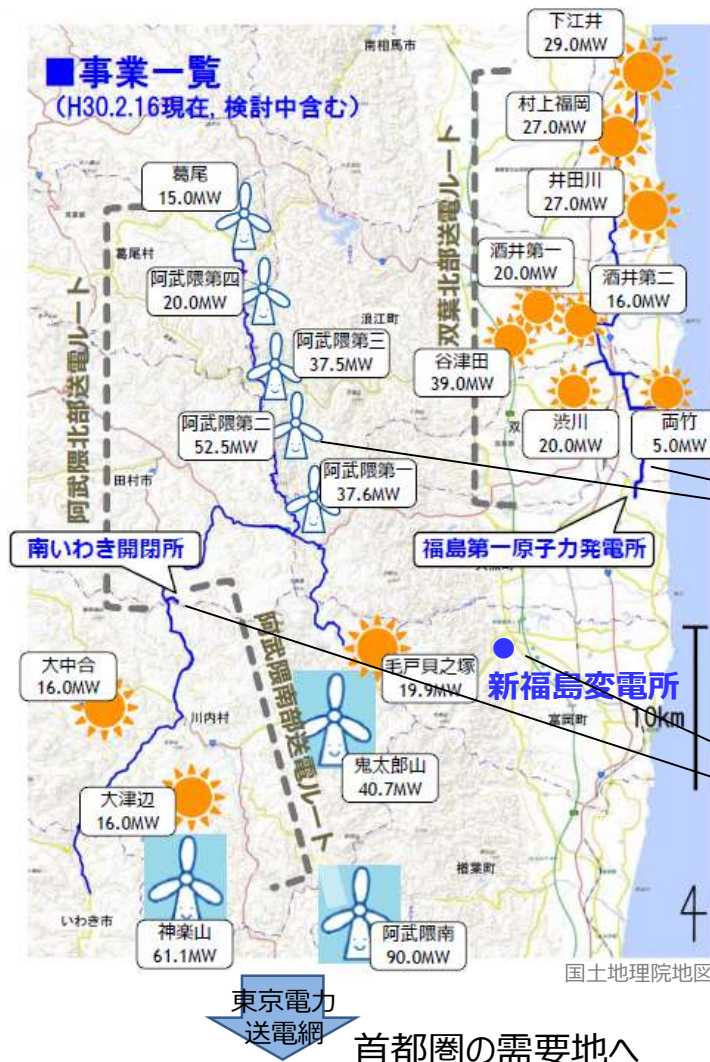 ■事業一覧
（H30.2.16現在，検討中含む）
南相馬市
下江井
29.0MW
村上福岡
27.0MW
井田川
27.0MW
葛尾
15.0MW
葛尾村
酒井第一
20.0MW
酒井第二
16.0MW
阿武隈第四
20.0MW
浪江町
阿武隈第三
37.5MW
谷津田
39.0MW
双葉北部送電ルート
阿武隈北部送電ルート
阿武隈第二
52.5MW
渋川
20.0MW
両竹
5.0MW
阿武隈第一
37.6MW
田村市
南いわき開閉所
福島第一原子力発電所
阿武隈南部送電ルート
大中合
16.0MW
毛戸貝之塚
19.9MW
新福島変電所
10km
川内村
富岡町
鬼太郎山
40.7MW
大津辺
16.0MW
楢葉町
いわき市
神楽山
61.1MW
阿武隈南
90.0MW
国土地理院地図
東京電力
送電網
首都圏の需要地へ